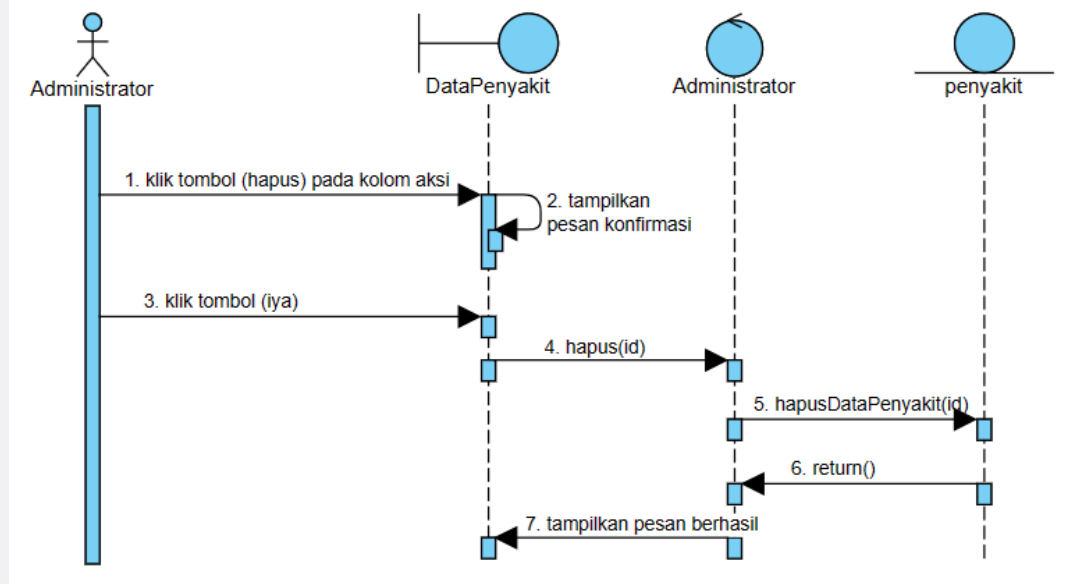 Administrator
DataPenyakit
Administrator
penyakit
1. klik tombol (hapus) pada kolom aksi
2. tampilkan
pesan konfirmasi
3. klik tombol (iya)
4. hapus(id)
5. hapusDataPenyakit(id)
6. return()
7. tampilkan pesan berhasil